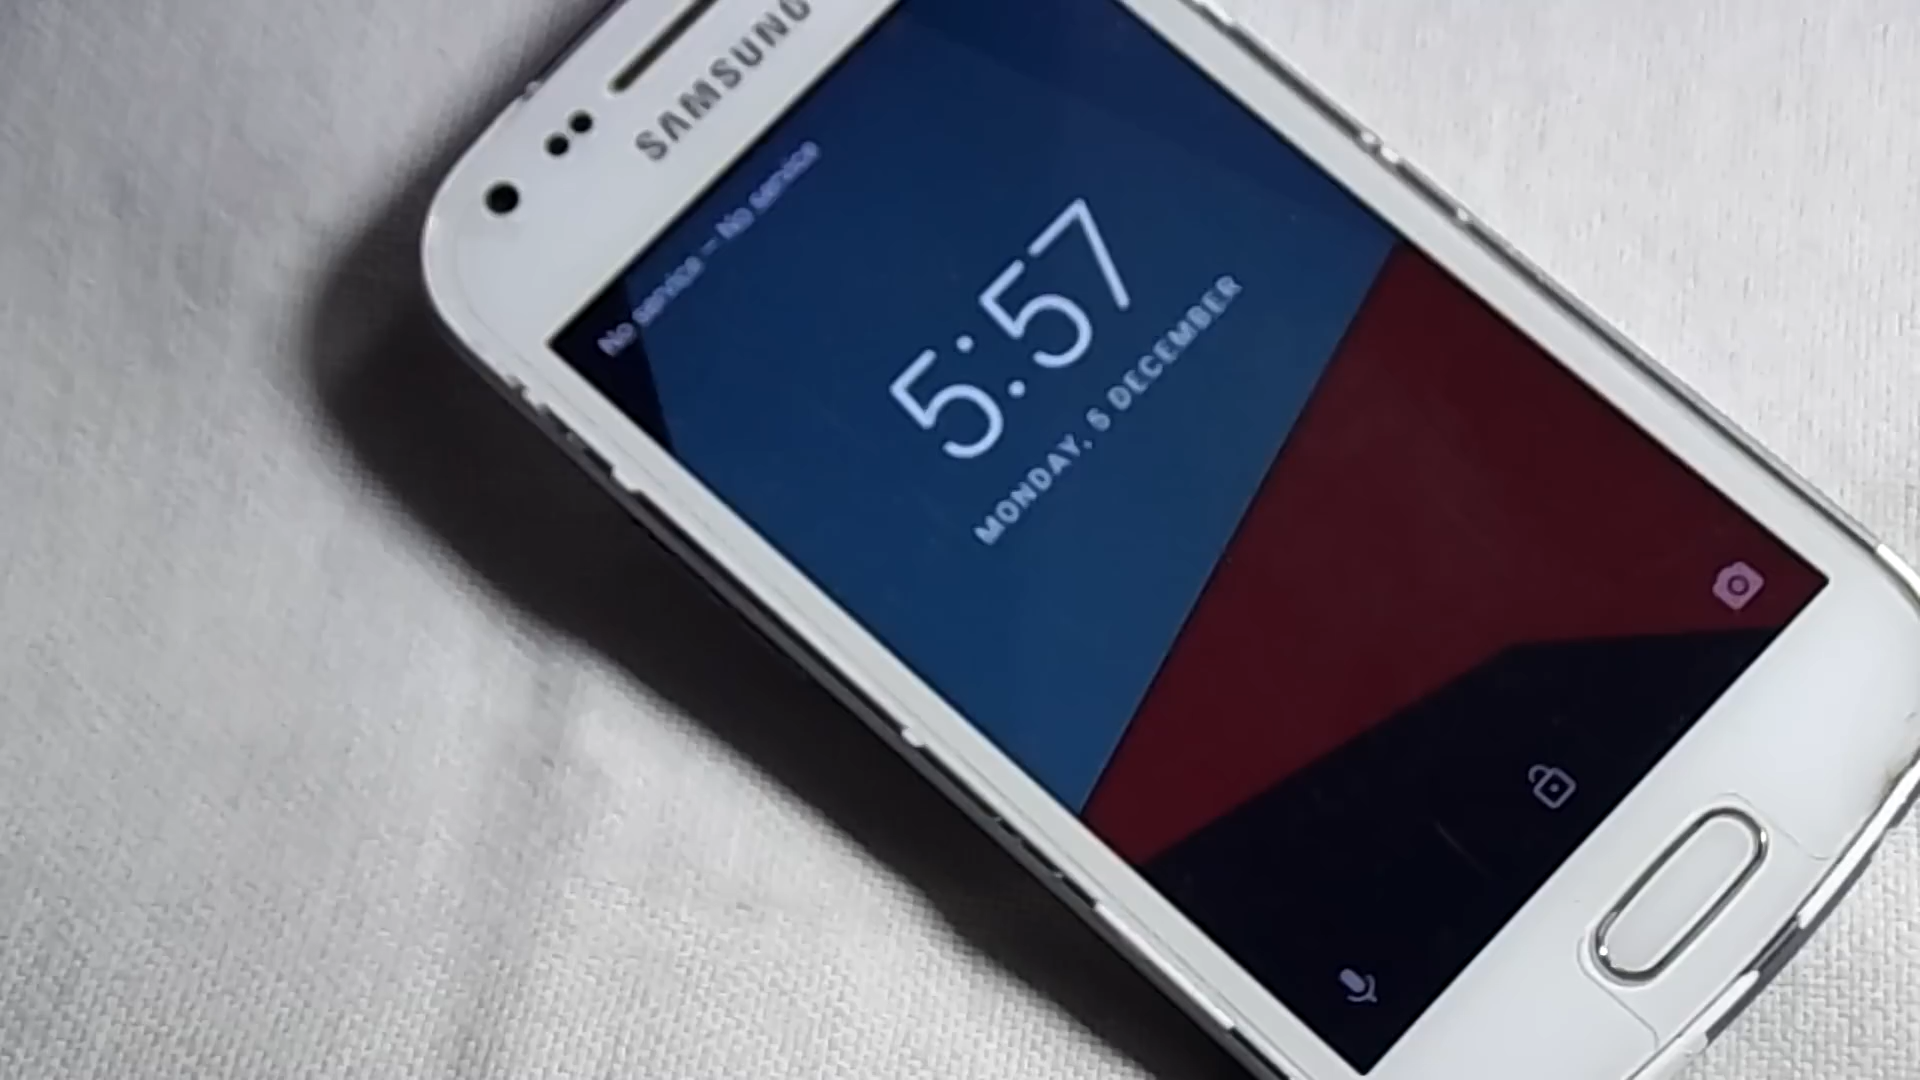 SAMSUNG
No service — No service
5:57
MONDAY, 5 DECEMBER